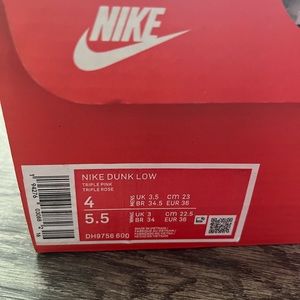 NIKE
NIKE DUNK LOW
TRIPLE PINK
TRIPLE ROSE
4
UK 3.5 cm 23
BR 34.5 EUR 36
5.5
UK 3 cm 22.5
BR 34 EUR 36
DH9756 600